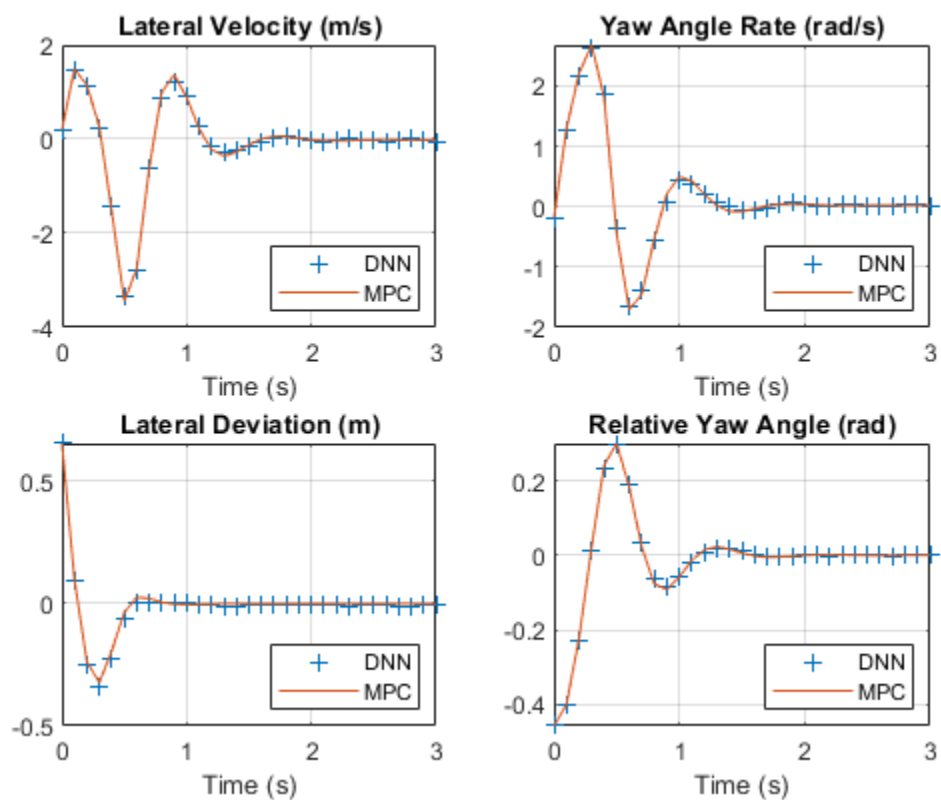 Lateral Velocity (m/s)
2
0
-2
-4
0
1
2
3
DNN
MPC
Time (s)
Yaw Angle Rate (rad/s)
2
1
0
-1
-2
0
1
2
3
DNN
MPC
Time (s)
Lateral Deviation (m)
0.5
0
-0.5
0
1
2
3
DNN
MPC
Time (s)
Relative Yaw Angle (rad)
0.2
0
-0.2
-0.4
0
1
2
3
DNN
MPC
Time (s)